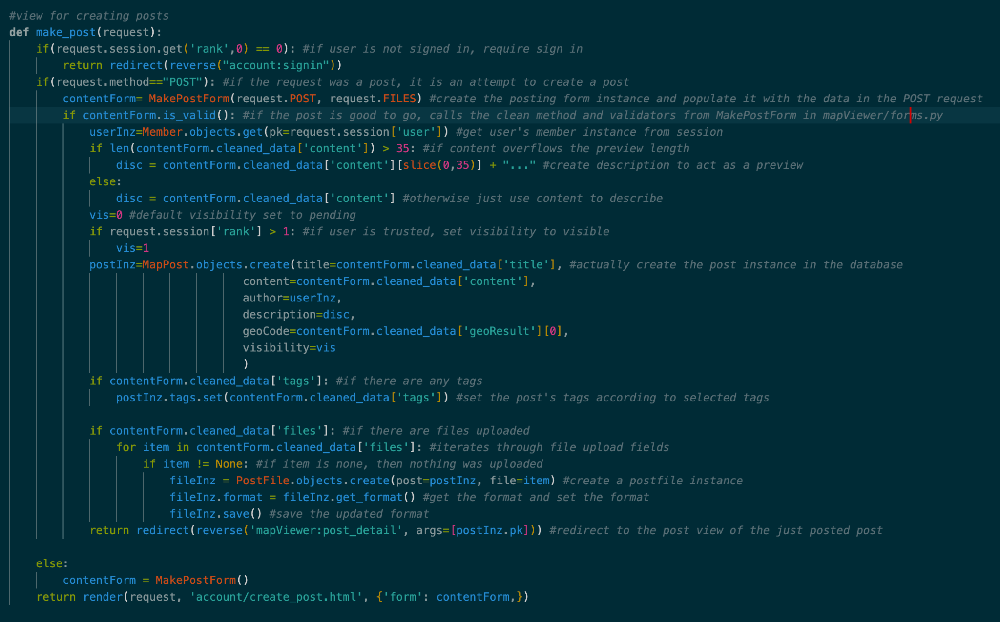 #view for creating posts
def make_post(request):
    if(request.session.get('rank',0) == 0): #if user is not signed in, require sign in
        return redirect(reverse("account:signin"))
    if(request.method=="POST"): #if the request was a post, it is an attempt to create a post
        contentForm= MakePostForm(request.POST, request.FILES) #create the posting form instance and populate it with the data in the POST request
        if contentForm.is_valid(): #if the post is good to go, calls the clean method and validators from MakePostForm in mapViewer/forms.py
            userInz=Member.objects.get(pk=request.session['user']) #get user's member instance from session
            if len(contentForm.cleaned_data['content']) > 35: #if content overflows the preview length
                disc = contentForm.cleaned_data['content'][slice(0,35)] + "..." #create description to act as a preview
            else:
                disc = contentForm.cleaned_data['content'] #otherwise just use content to describe
            vis=0 #default visibility set to pending
            if request.session['rank'] > 1: #if user is trusted, set visibility to visible
                vis=1
            postInz=MapPost.objects.create(title=contentForm.cleaned_data['title'], #actually create the post instance in the database
                                   content=contentForm.cleaned_data['content'],
                                   author=userInz,
                                   description=disc,
                                   geoCode=contentForm.cleaned_data['geoResult'][0],
                                   visibility=vis
                                   )
            if contentForm.cleaned_data['tags']: #if there are any tags
                postInz.tags.set(contentForm.cleaned_data['tags']) #set the post's tags according to selected tags

            if contentForm.cleaned_data['files']: #if there are files uploaded
                for item in contentForm.cleaned_data['files']: #iterates through file upload fields
                    if item != None: #if item is none, then nothing was uploaded
                        fileInz = PostFile.objects.create(post=postInz, file=item) #create a postfile instance
                        fileInz.format = fileInz.get_format() #get the format and set the format
                        fileInz.save() #save the updated format
            return redirect(reverse('mapViewer:post_detail', args=[postInz.pk])) #redirect to the post view of the just posted post

    else:
        contentForm = MakePostForm()
    return render(request, 'account/create_post.html', {'form': contentForm,})